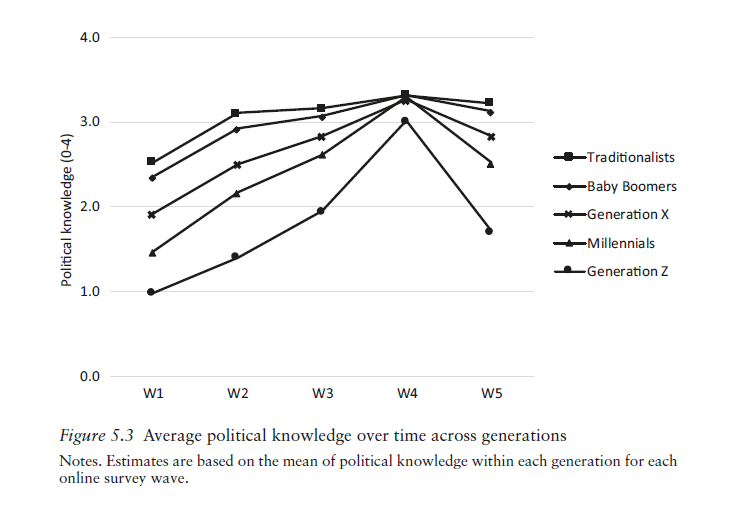 4.0
3.0
2.0
1.0
0.0
Political knowledge (0-4)
W1 W2 W3 W4 W5
Traditionalists
Baby Boomers
Generation X
Millennials
Generation Z
Figure 5.3 Average political knowledge over time across generations
Notes. Estimates are based on the mean of political knowledge within each generation for each
online survey wave.